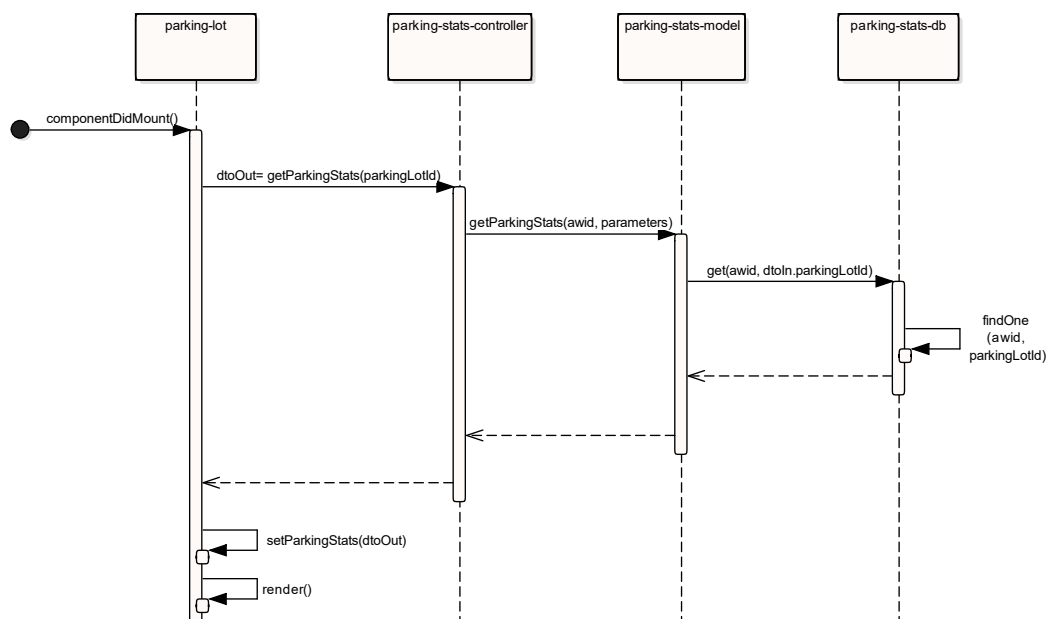 parking-lot
parking-stats-controller
parking-stats-model
parking-stats-db
componentDidMount()
dtoOut= getParkingStats(parkingLotId)
getParkingStats(awid, parameters)
get(awid, dtoIn.parkingLotId)
findOne
(awid,
parkingLotId)
setParkingStats(dtoOut)
render()